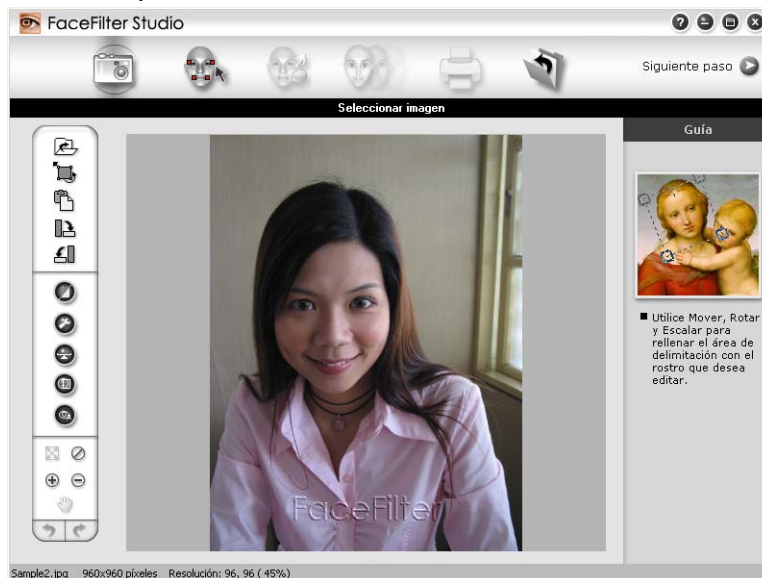 FaceFilter Studio
Siguiente paso
Seleccionar imagen
Guía
Utilice Mover, Rotar
y Escalar para
rellenar el área de
delimitación con el
rostro que desea
editar.
FaceFilter
Sample2.jpg 960x960 píxeles Resolución: 96, 96 ( 45%)